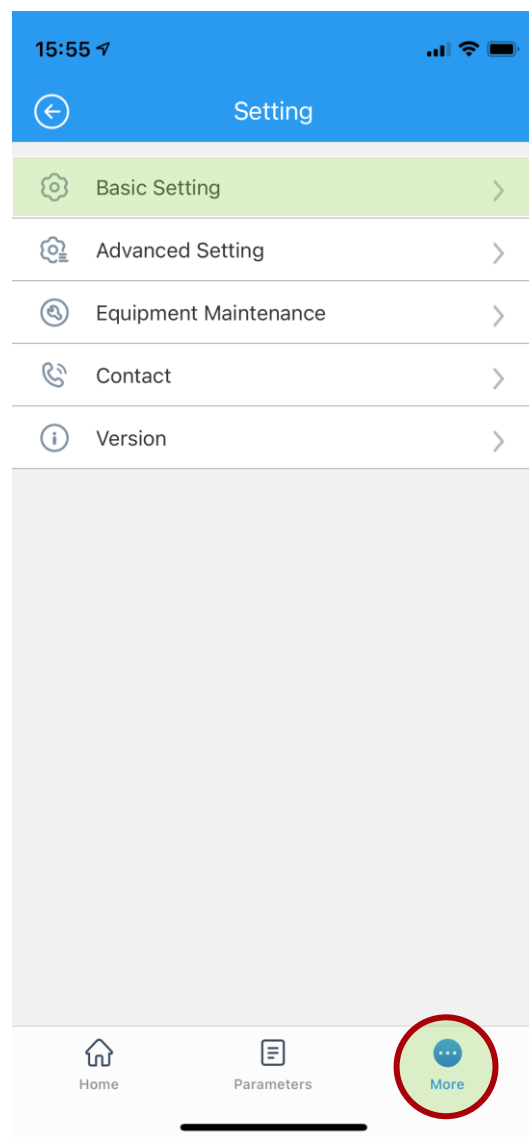 15:55
Setting
Basic Setting
Advanced Setting
Equipment Maintenance
Contact
Version
Home
Parameters
More